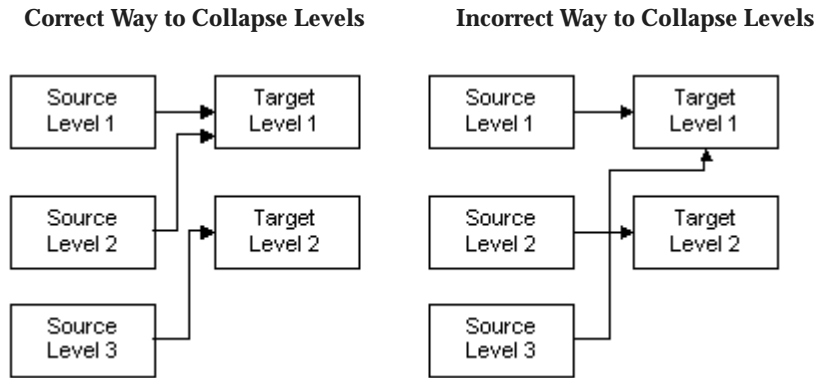 Correct Way to Collapse Levels
Source
Level 1
Target
Level 1
Source
Level 2
Target
Level 2
Source
Level 3
Incorrect Way to Collapse Levels
Source
Level 1
Target
Level 1
Source
Level 2
Target
Level 2
Source
Level 3